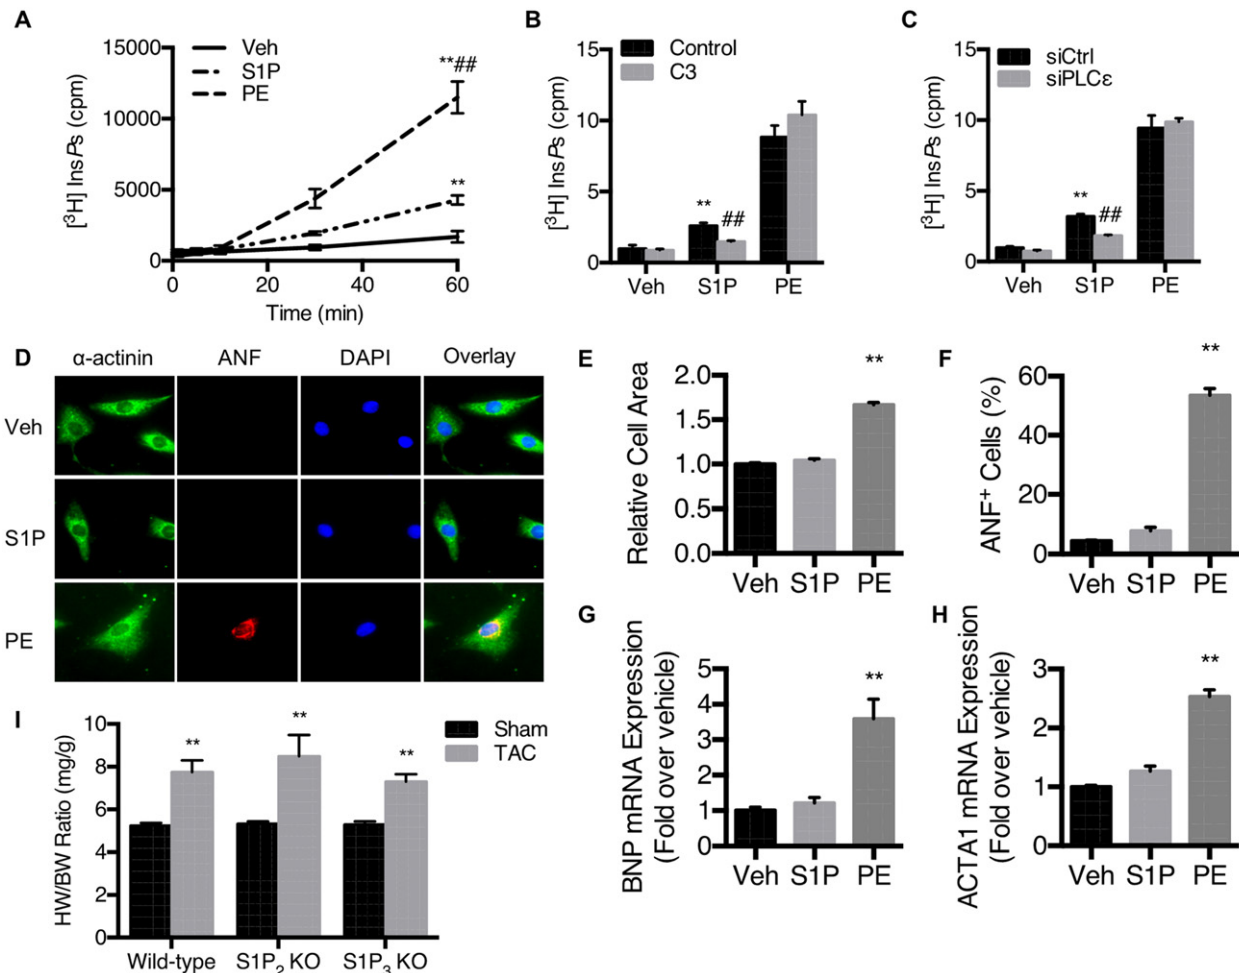 A
15000
10000
5000
0
[³H] InsPs (cpm)
Veh
S1P
PE
**##
**
0 20 40 60
Time (min)
B
15
10
5
0
[³H] InsPs (cpm)
Control
C3
**
##
Veh S1P PE
C
15
10
5
0
[³H] InsPs (cpm)
siCtrl
siPLCε
**
##
Veh S1P PE
D
α-actinin ANF DAPI Overlay
Veh
S1P
PE
E
2.0
1.5
1.0
0.5
0.0
Relative Cell Area
**
Veh S1P PE
F
60
40
20
0
ANF⁺ Cells (%)
**
Veh S1P PE
G
5
4
3
2
1
0
BNP mRNA Expression
(Fold over vehicle)
**
Veh S1P PE
H
3
2
1
0
ACTA1 mRNA Expression
(Fold over vehicle)
**
Veh S1P PE
I
10
8
6
4
2
0
HW/BW
Ratio (mg/g)
Sham
TAC
**
**
**
Wild-type S1P₂ KO S1P₃ KO